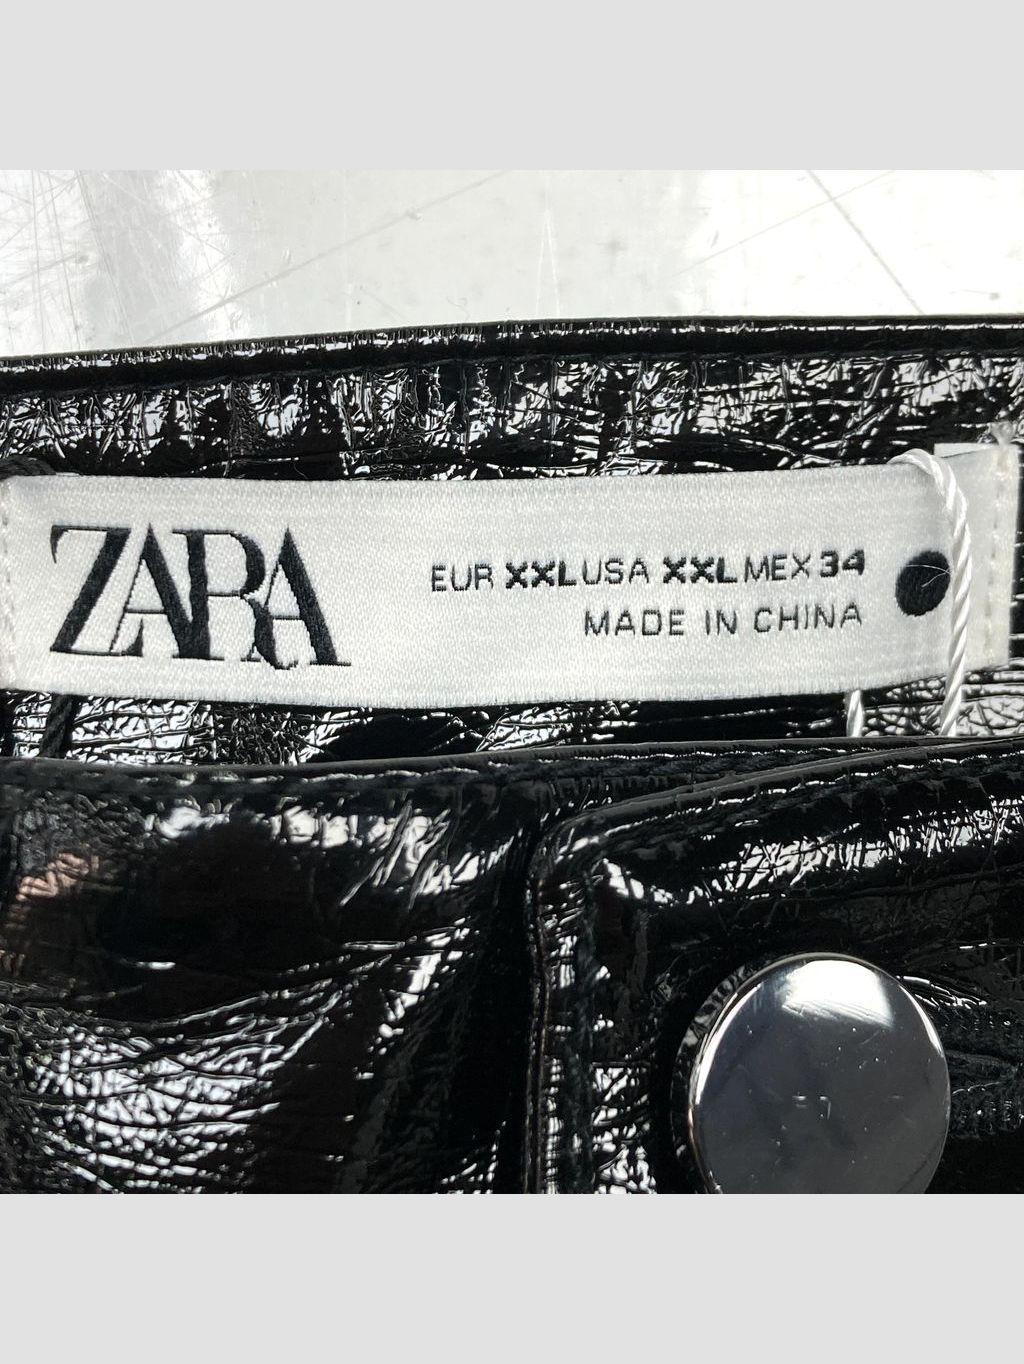 ZARA
EUR XXL USA XXL MEX 34
MADE IN CHINA